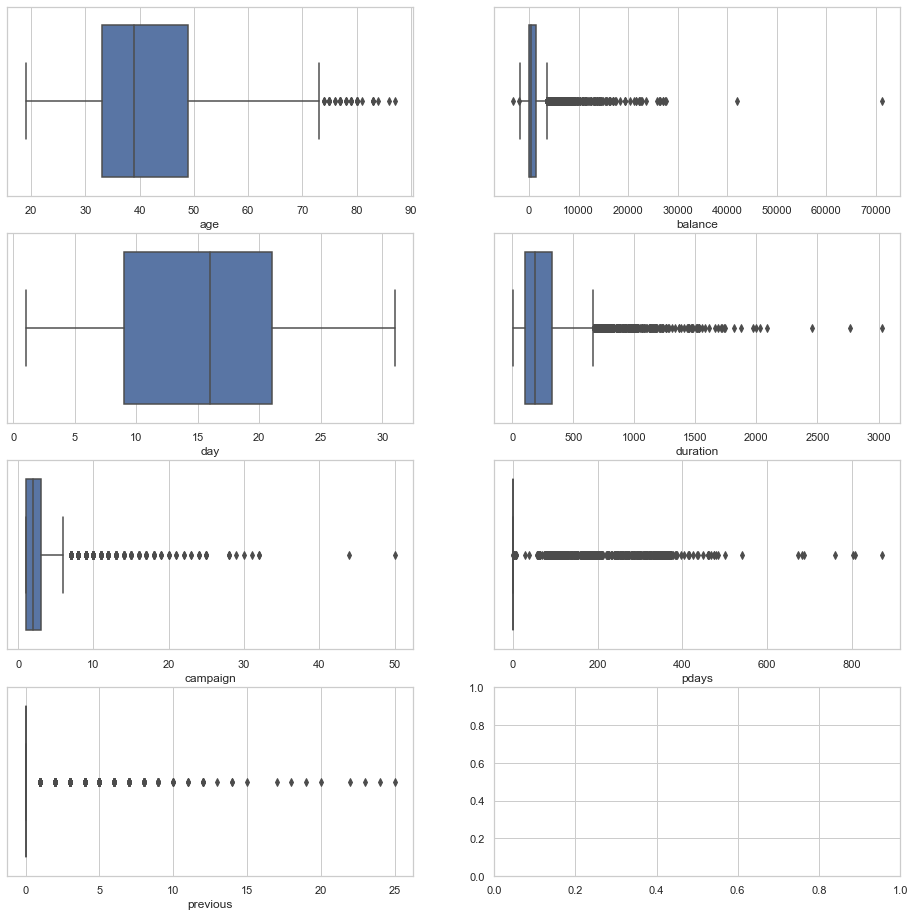 20 30 40 50 60 70 80 90
age
0 10000 20000 30000 40000 50000 60000 70000
balance
0 5 10 15 20 25 30
day
0 500 1000 1500 2000 2500 3000
duration
0 10 20 30 40 50
campaign
0 200 400 600 800
pdays
0 5 10 15 20 25
previous
1.0
0.8
0.6
0.4
0.2
0.0
0.0 0.2 0.4 0.6 0.8 1.0